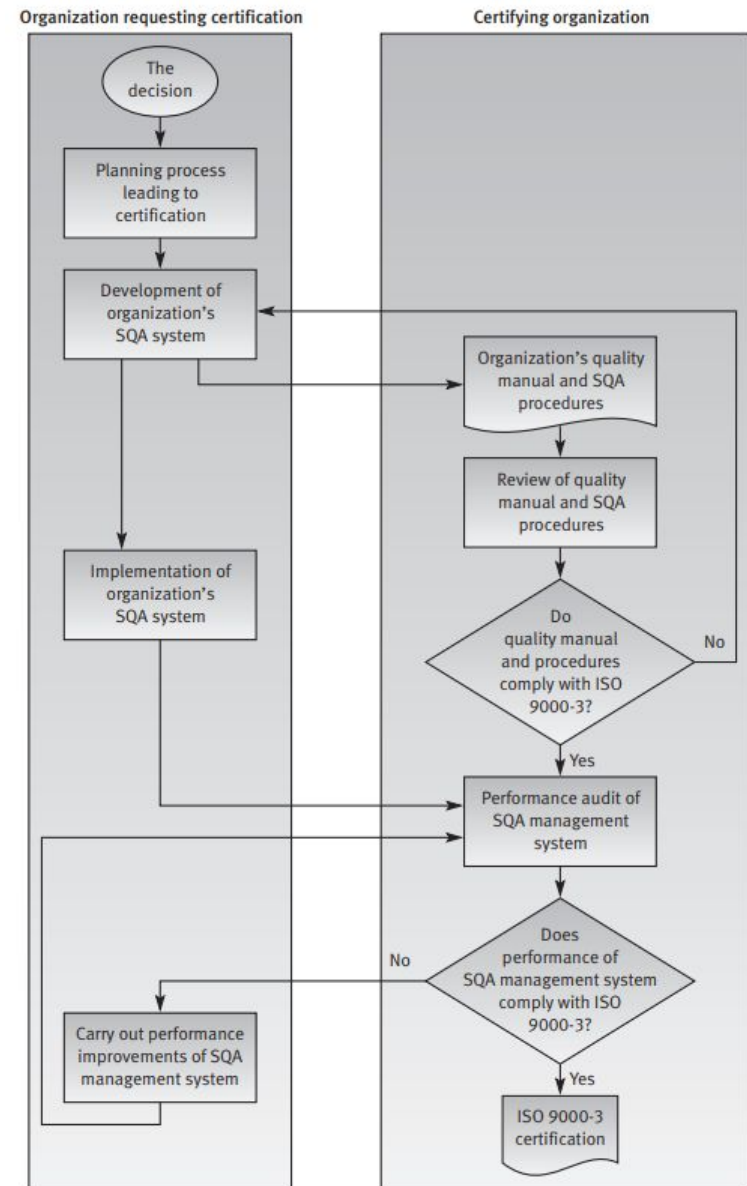 Organization requesting certification
Certifying organization
The
decision
Planning process
leading to
certification
Development of
organization’s
SQA system
Organization’s quality
manual and SQA
procedures
Review of quality
manual and SQA
procedures
Implementation of
organization’s
SQA system
Do
quality manual
and procedures
comply with ISO
9000-3?
No
Yes
Performance audit of
SQA management
system
Does
performance of
SQA management system
comply with ISO
9000-3?
No
Carry out performance
improvements of SQA
management system
Yes
ISO 9000-3
certification